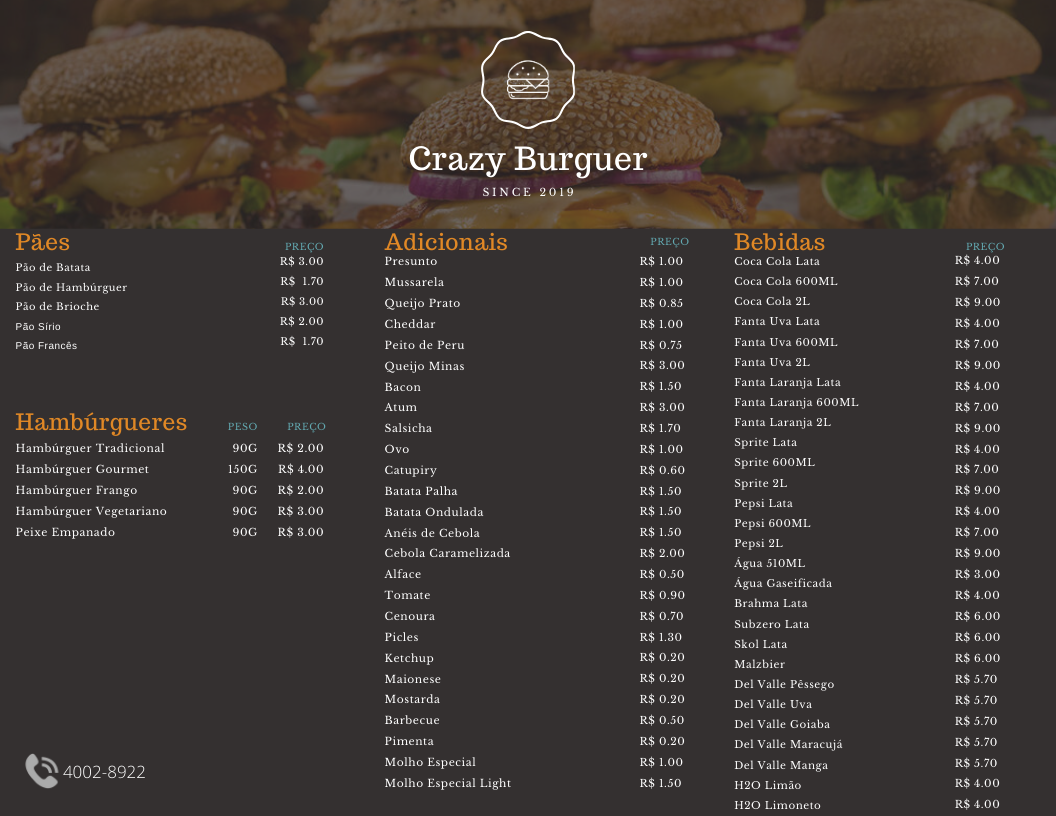 Crazy Burguer
SINCE 2019
Pães PREÇO
Pão de Batata R$ 3.00
Pão de Hambúrguer R$ 1.70
Pão de Brioche R$ 3.00
Pão Sírio R$ 2.00
Pão Francês R$ 1.70
Hambúrgueres PESO PREÇO
Hambúrguer Tradicional 90G R$ 2.00
Hambúrguer Gourmet 150G R$ 4.00
Hambúrguer Frango 90G R$ 2.00
Hambúrguer Vegetariano 90G R$ 3.00
Peixe Empanado 90G R$ 3.00
4002-8922
Adicionais PREÇO
Presunto R$ 1.00
Mussarela R$ 1.00
Queijo Prato R$ 0.85
Cheddar R$ 1.00
Peito de Peru R$ 0.75
Queijo Minas R$ 3.00
Bacon R$ 1.50
Atum R$ 3.00
Salsicha R$ 1.70
Ovo R$ 1.00
Catupiry R$ 0.60
Batata Palha R$ 1.50
Batata Ondulada R$ 1.50
Anéis de Cebola R$ 1.50
Cebola Caramelizada R$ 2.00
Alface R$ 0.50
Tomate R$ 0.90
Cenoura R$ 0.70
Picles R$ 1.30
Ketchup R$ 0.20
Maionese R$ 0.20
Mostarda R$ 0.20
Barbecue R$ 0.50
Pimenta R$ 0.20
Molho Especial R$ 1.00
Molho Especial Light R$ 1.50
Bebidas PREÇO
Coca Cola Lata R$ 4.00
Coca Cola 600ML R$ 7.00
Coca Cola 2L R$ 9.00
Fanta Uva Lata R$ 4.00
Fanta Uva 600ML R$ 7.00
Fanta Uva 2L R$ 9.00
Fanta Laranja Lata R$ 4.00
Fanta Laranja 600ML R$ 7.00
Fanta Laranja 2L R$ 9.00
Sprite Lata R$ 4.00
Sprite 600ML R$ 7.00
Sprite 2L R$ 9.00
Pepsi Lata R$ 4.00
Pepsi 600ML R$ 7.00
Pepsi 2L R$ 9.00
Água 510ML R$ 3.00
Água Gaseificada R$ 4.00
Brahma Lata R$ 6.00
Subzero Lata R$ 6.00
Skol Lata R$ 6.00
Malzbier R$ 5.70
Del Valle Pêssego R$ 5.70
Del Valle Uva R$ 5.70
Del Valle Goiaba R$ 5.70
Del Valle Maracujá R$ 5.70
Del Valle Manga R$ 4.00
H2O Limão R$ 4.00
H2O Limoneto